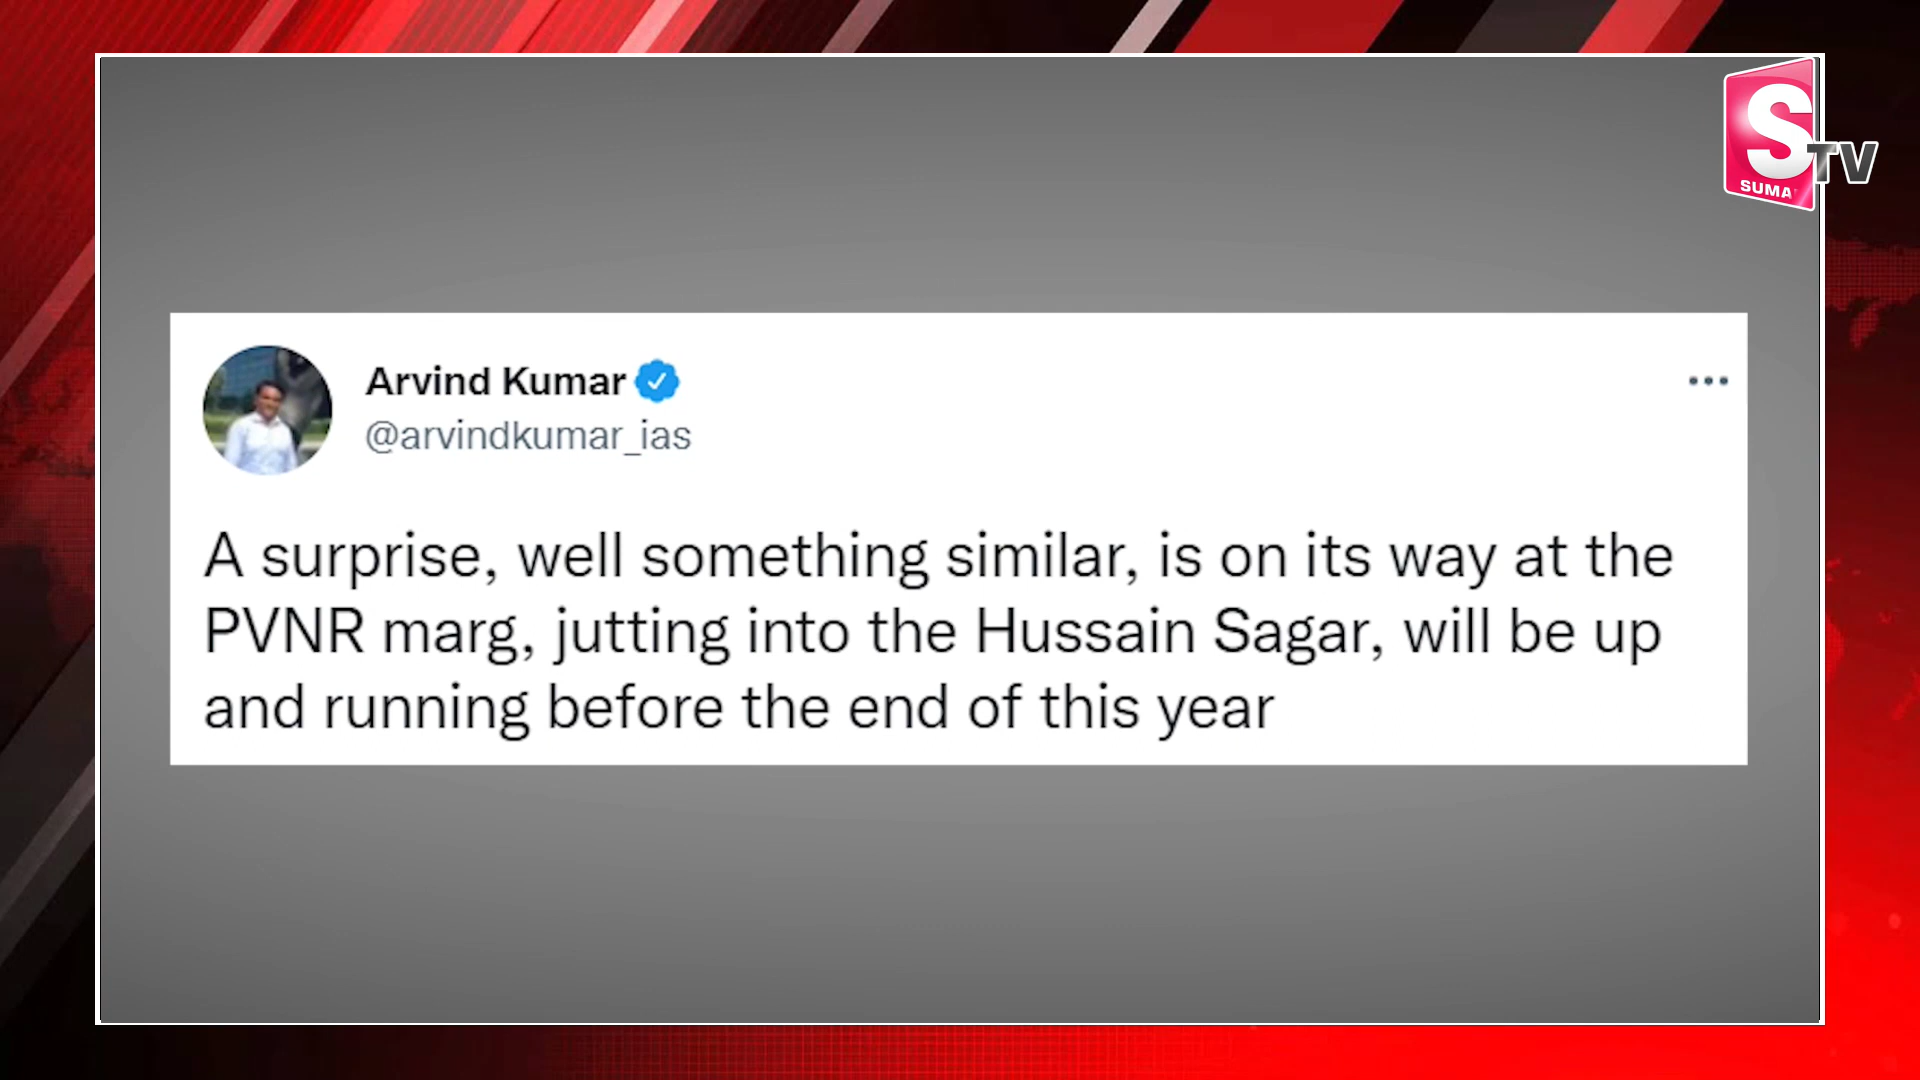 S
SUMAN
TV
Arvind Kumar
@arvindkumar_ias
A surprise, well something similar, is on its way at the
PVNR marg, jutting into the Hussain Sagar, will be up
and running before the end of this year